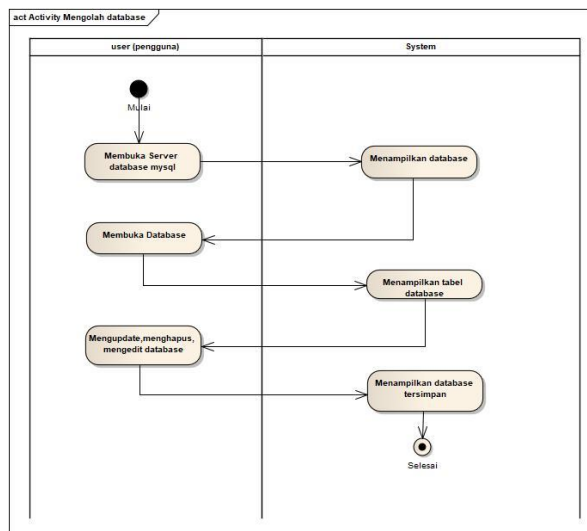 act Activity Mengolah database
user (pengguna)
System
Mulai
Membuka Server
database mysql
Menampilkan database
Membuka Database
Menampilkan tabel
database
Mengupdate,menghapus,
mengedit database
Menampilkan database
tersimpan
Selesai